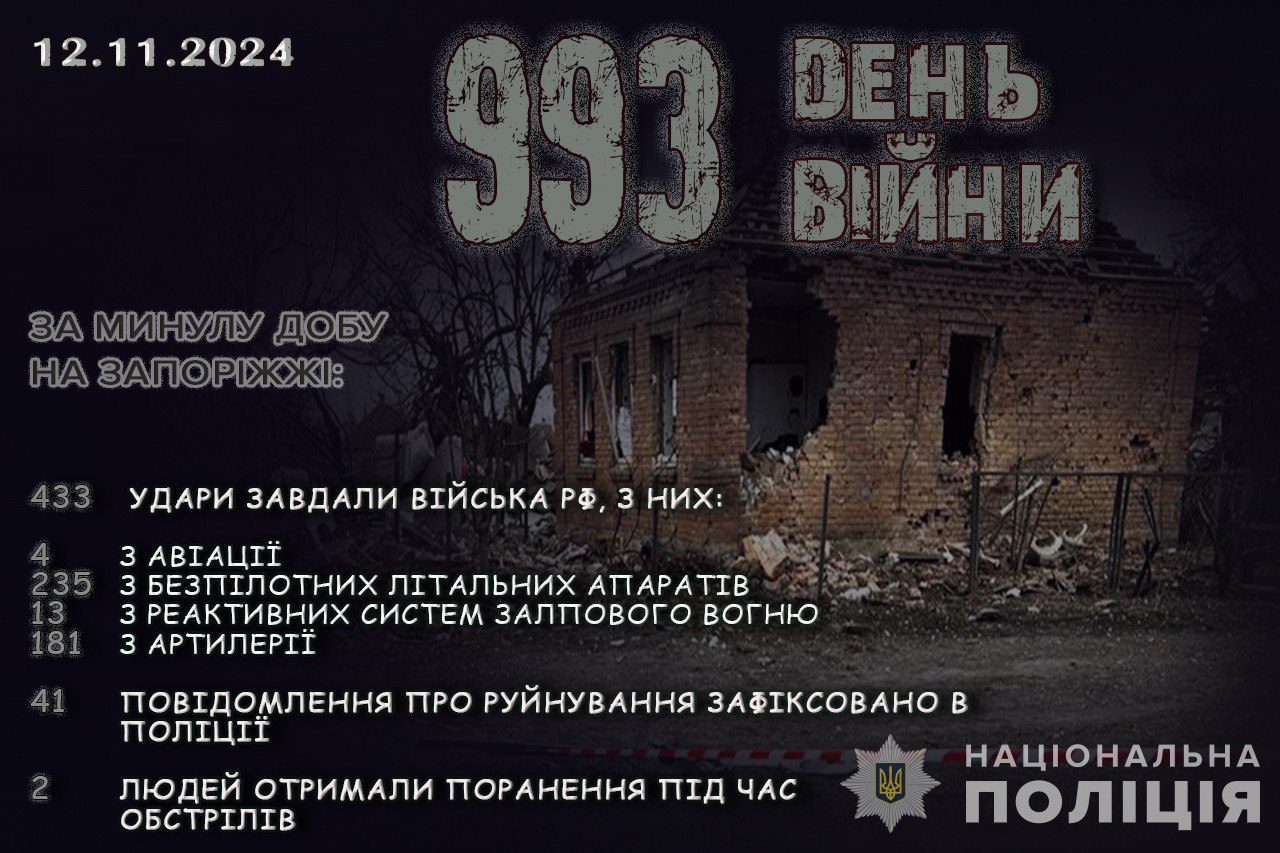 12.11.2024
993 ДЕНЬ
ВІЙНИ
ЗА МИНУЛУ ДОБУ
НА ЗАПОРІЖЖІ:
433 УДАРИ ЗАВДАЛИ ВІЙСЬКА РФ, З НИХ:
4 З АВІАЦІЇ
235 З БЕЗПІЛОТНИХ ЛІТАЛЬНИХ АПАРАТІВ
13 З РЕАКТИВНИХ СИСТЕМ ЗАЛПОВОГО ВОГНЮ
181 З АРТИЛЕРІЇ
41 ПОВІДОМЛЕННЯ ПРО РУЙНУВАННЯ ЗАФІКСОВАНО В
ПОЛІЦІЇ
2 ЛЮДЕЙ ОТРИМАЛИ ПОРАНЕННЯ ПІД ЧАС
ОБСТРІЛІВ
НАЦІОНАЛЬНА
ПОЛІЦІЯ